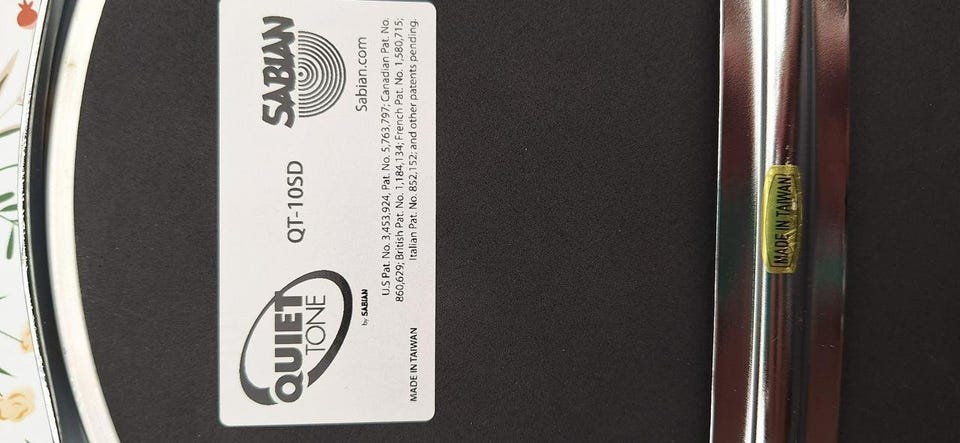 QUIET
TONE
by SABIAN
QT-10SD
SABIAN
Sabian.com
MADE IN TAIWAN
U.S Pat. No. 3,453,924, Pat. No. 5,763,797; Canadian Pat. No.
860,629; British Pat. No. 1,184,134; French Pat. No. 1,580,715;
Italian Pat. No. 852,152; and other patents pending.
MADE IN TAIWAN